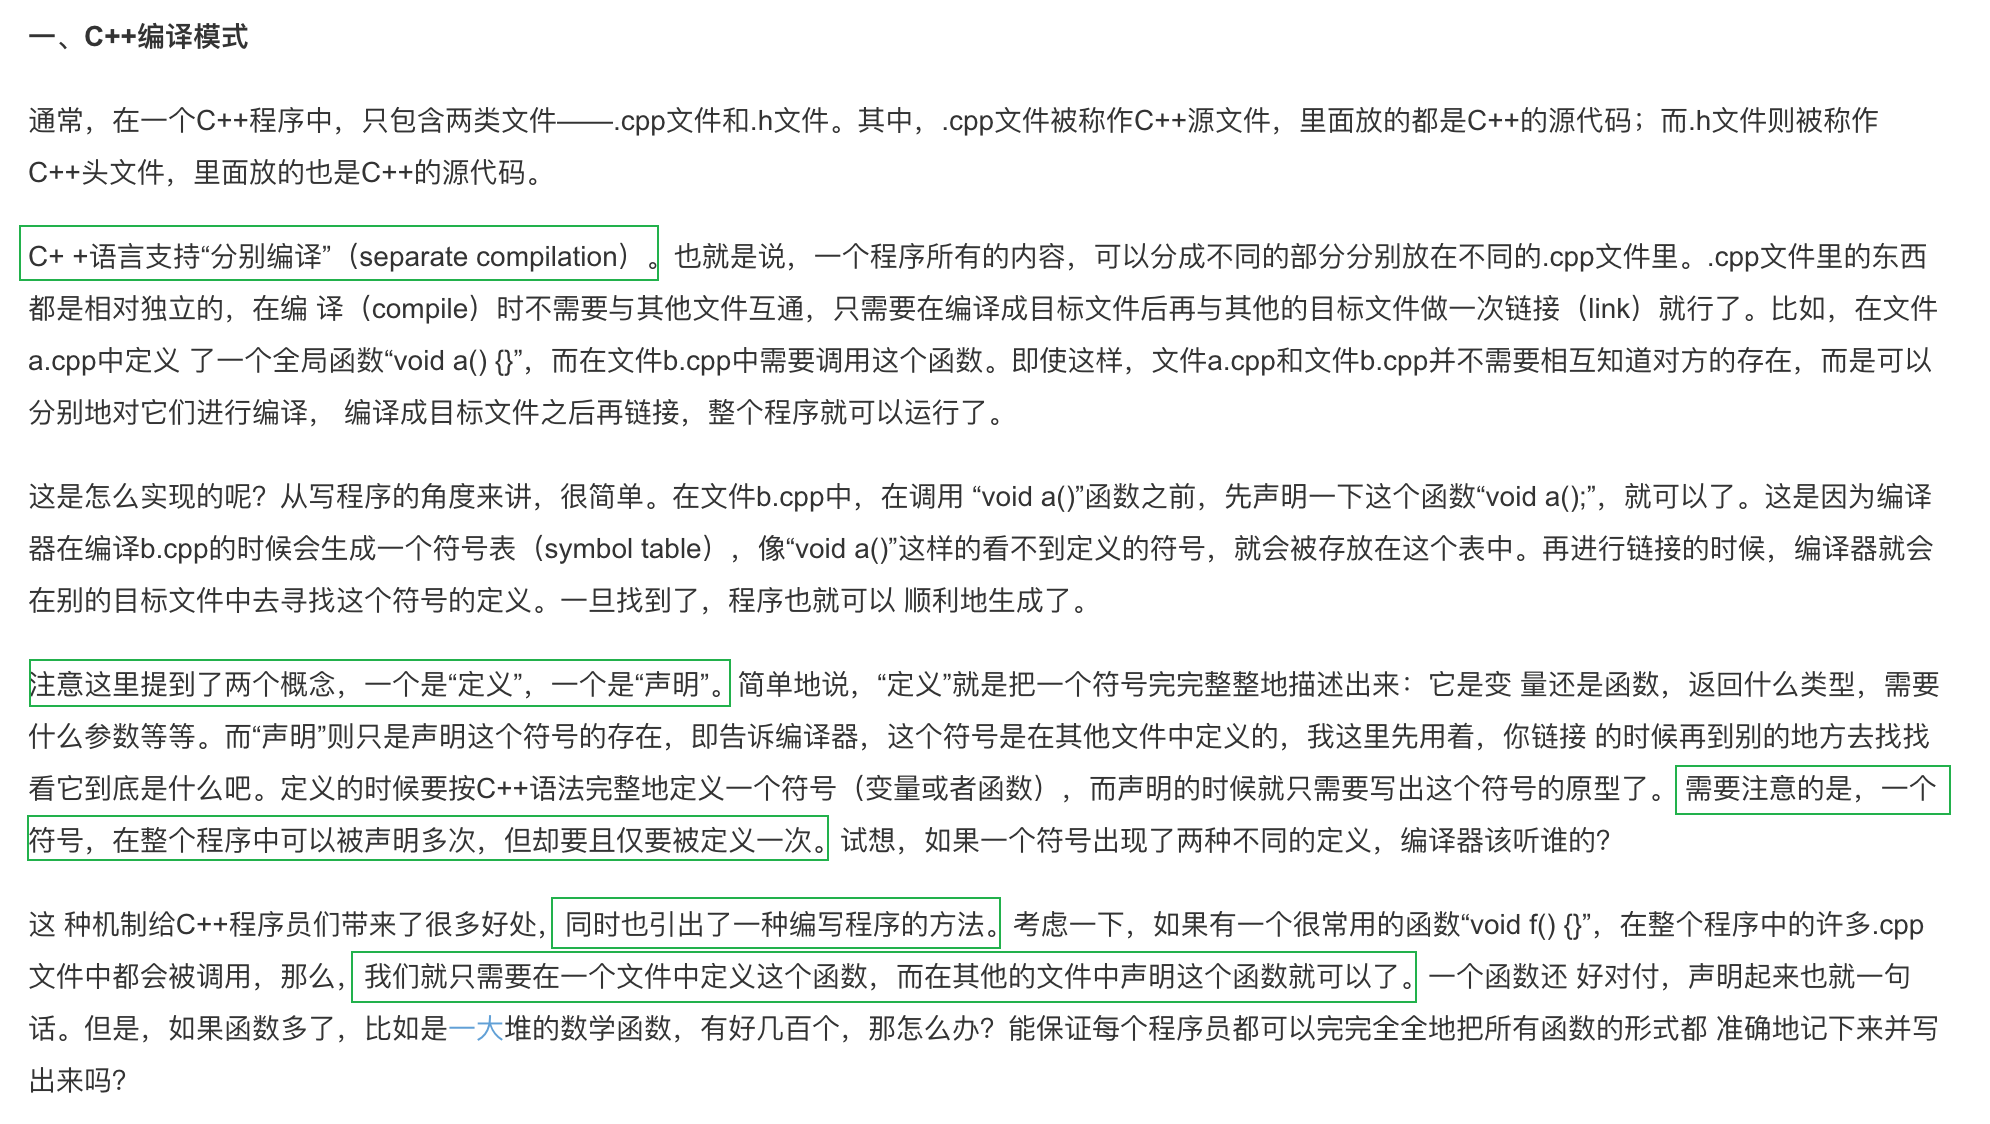 一、C++编译模式
通常，在一个C++程序中，只包含两类文件——.cpp文件和.h文件。其中，.cpp文件被称作C++源文件，里面放的都是C++的源代码；而.h文件则被称作
C++头文件，里面放的也是C++的源代码。
C+ +语言支持“分别编译”（separate compilation）。也就是说，一个程序所有的内容，可以分成不同的部分分别放在不同的.cpp文件里。.cpp文件里的东西
都是相对独立的，在编 译（compile）时不需要与其他文件互通，只需要在编译成目标文件后再与其他的目标文件做一次链接（link）就行了。比如，在文件
a.cpp中定义 了一个全局函数“void a() {}”，而在文件b.cpp中需要调用这个函数。即使这样，文件a.cpp和文件b.cpp并不需要相互知道对方的存在，而是可以
分别地对它们进行编译， 编译成目标文件之后再链接，整个程序就可以运行了。
这是怎么实现的呢？从写程序的角度来讲，很简单。在文件b.cpp中，在调用 “void a()”函数之前，先声明一下这个函数“void a();”，就可以了。这是因为编译
器在编译b.cpp的时候会生成一个符号表（symbol table），像“void a()”这样的看不到定义的符号，就会被存放在这个表中。再进行链接的时候，编译器就会
在别的目标文件中去寻找这个符号的定义。一旦找到了，程序也就可以 顺利地生成了。
注意这里提到了两个概念，一个是“定义”，一个是“声明”。简单地说，“定义”就是把一个符号完完整整地描述出来：它是变 量还是函数，返回什么类型，需要
什么参数等等。而“声明”则只是声明这个符号的存在，即告诉编译器，这个符号是在其他文件中定义的，我这里先用着，你链接 的时候再到别的地方去找找
看它到底是什么吧。定义的时候要按C++语法完整地定义一个符号（变量或者函数），而声明的时候就只需要写出这个符号的原型了。需要注意的是，一个
符号，在整个程序中可以被声明多次，但却要且仅要被定义一次。试想，如果一个符号出现了两种不同的定义，编译器该听谁的？
这 种机制给C++程序员们带来了很多好处，同时也引出了一种编写程序的方法。考虑一下，如果有一个很常用的函数“void f() {}”，在整个程序中的许多.cpp
文件中都会被调用，那么，我们就只需要在一个文件中定义这个函数，而在其他的文件中声明这个函数就可以了。一个函数还 好对付，声明起来也就一句
话。但是，如果函数多了，比如是一大堆的数学函数，有好几百个，那怎么办？能保证每个程序员都可以完完全全地把所有函数的形式都 准确地记下来并写
出来吗？